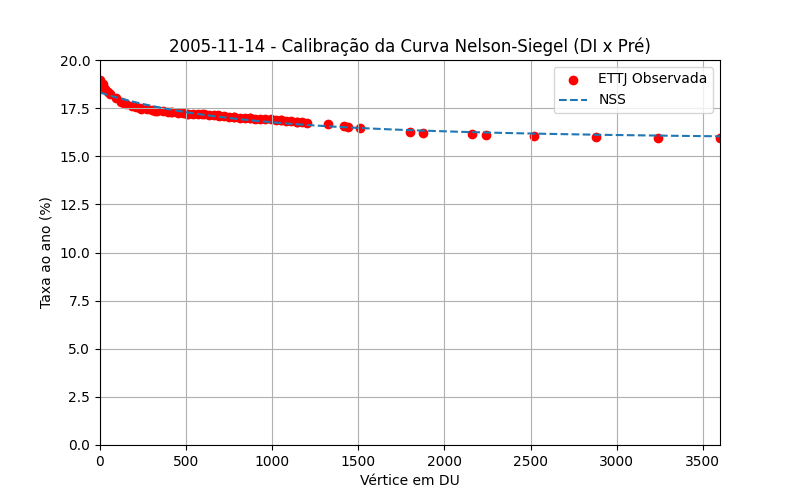 2005-11-14 - Calibração da Curva Nelson-Siegel (DI x Pré)
20.0
17.5
15.0
12.5
10.0
7.5
5.0
2.5
0.0
Taxa ao ano (%)
ETTJ Observada
NSS
0 500 1000 1500 2000 2500 3000 3500
Vértice em DU